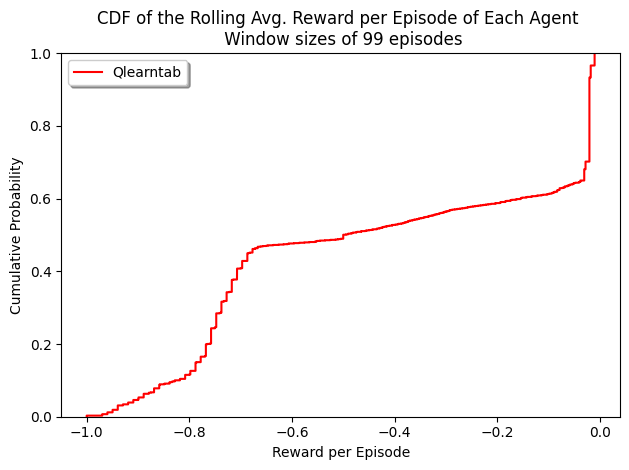 CDF of the Rolling Avg. Reward per Episode of Each Agent
Window sizes of 99 episodes
Qlearntab
Cumulative Probability
1.0
0.8
0.6
0.4
0.2
0.0
−1.0
−0.8
−0.6
−0.4
−0.2
0.0
Reward per Episode